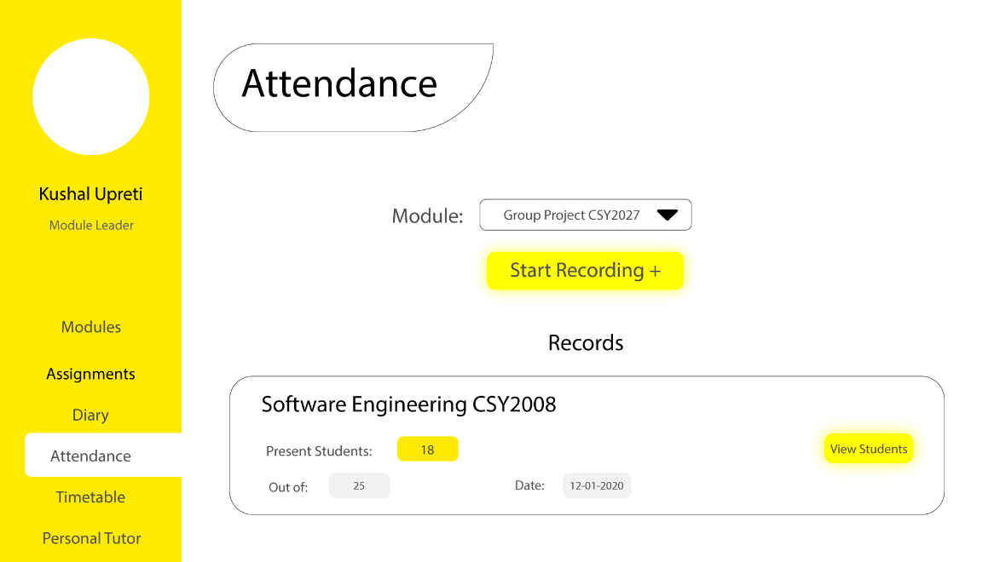 Kushal Upreti
Module Leader
Modules
Assignments
Diary
Attendance
Timetable
Personal Tutor
Attendance
Module: Group Project CSY2027
Start Recording +
Records
Software Engineering CSY2008
Present Students: 18
View Students
Out of: 25 Date: 12-01-2020